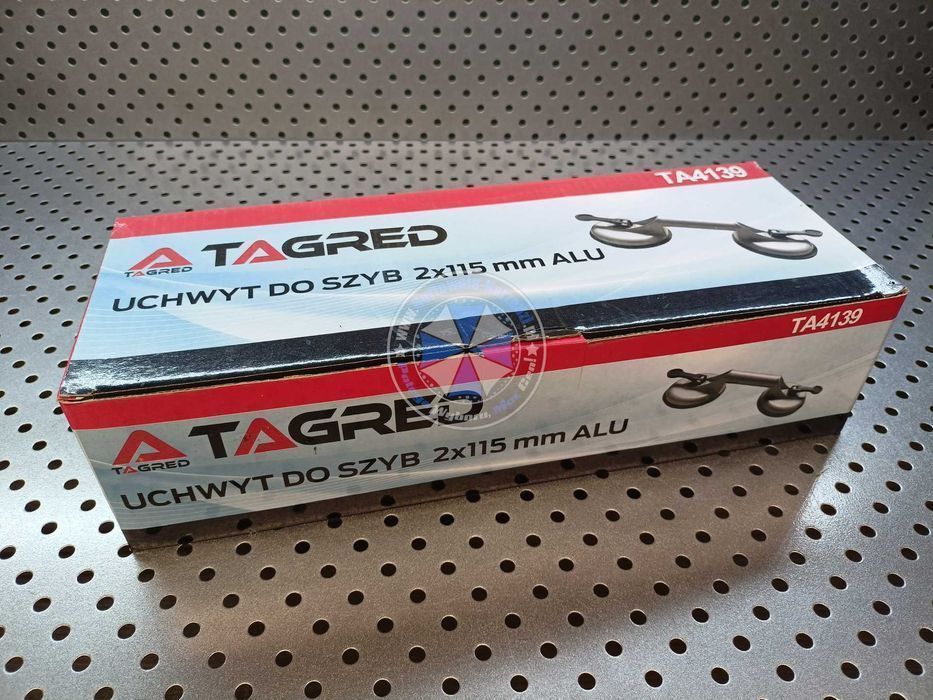 TA4139
TAGRED
TAGRED
UCHWYT DO SZYB 2x115 mm ALU
TA4139
TAGRED
TAGRED
UCHWYT DO SZYB 2x115 mm ALU